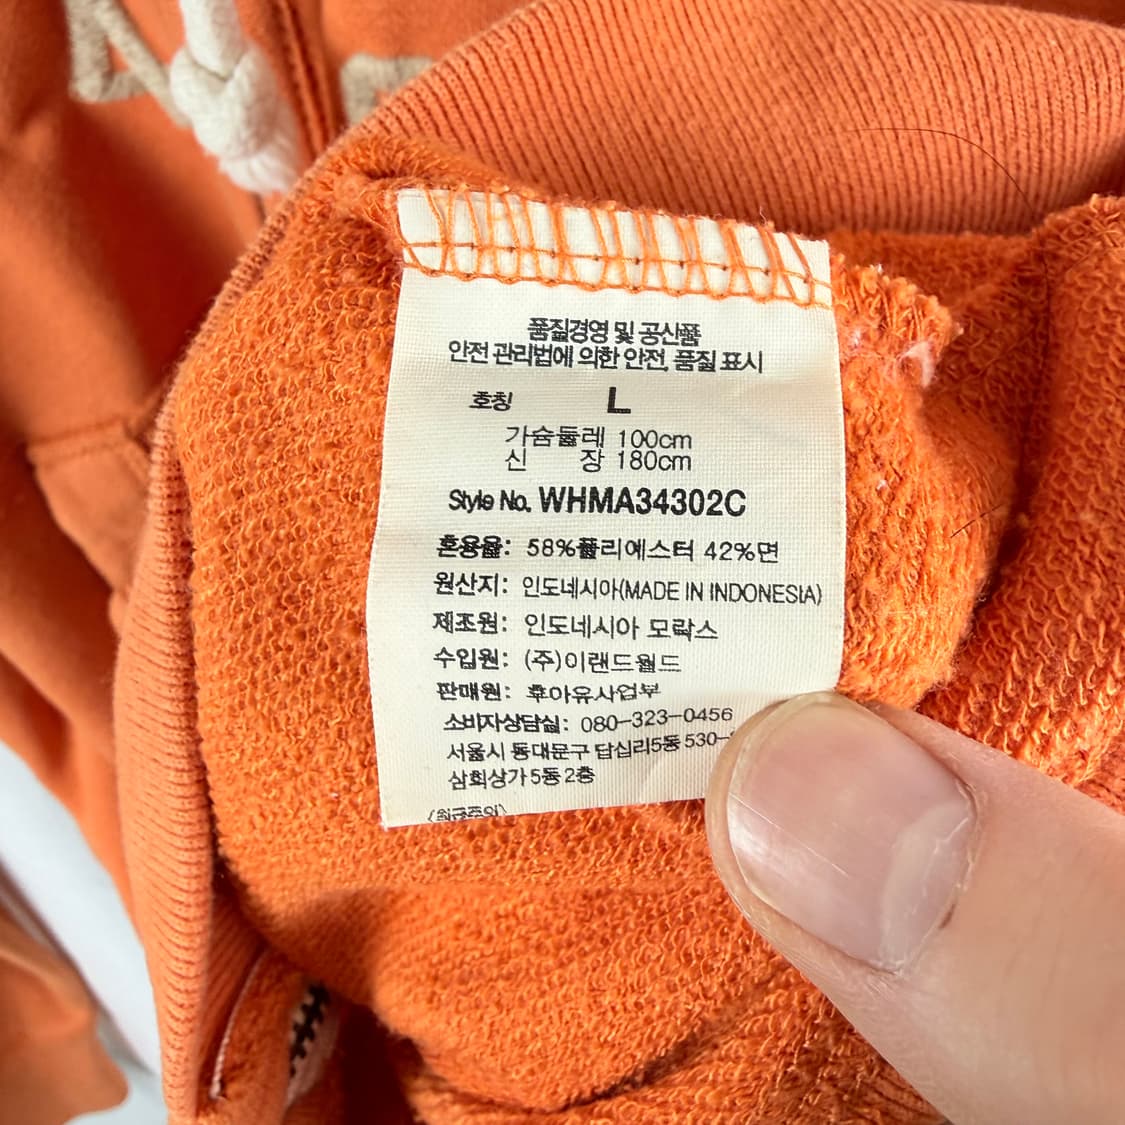 품질경영 및 공산품
안전 관리법에 의한 안전, 품질 표시
호칭 L
가슴둘레 100cm
신 장 180cm
Style No. WHMA34302C
혼용율: 58%폴리에스터 42%면
원산지: 인도네시아(MADE IN INDONESIA)
제조원: 인도네시아 모락스
수입원: (주)이랜드월드
판매원: 후아유사업부
소비자상담실: 080-323-0456
서울시 동대문구 답십리5동 530-
삼희상가 5동 2층